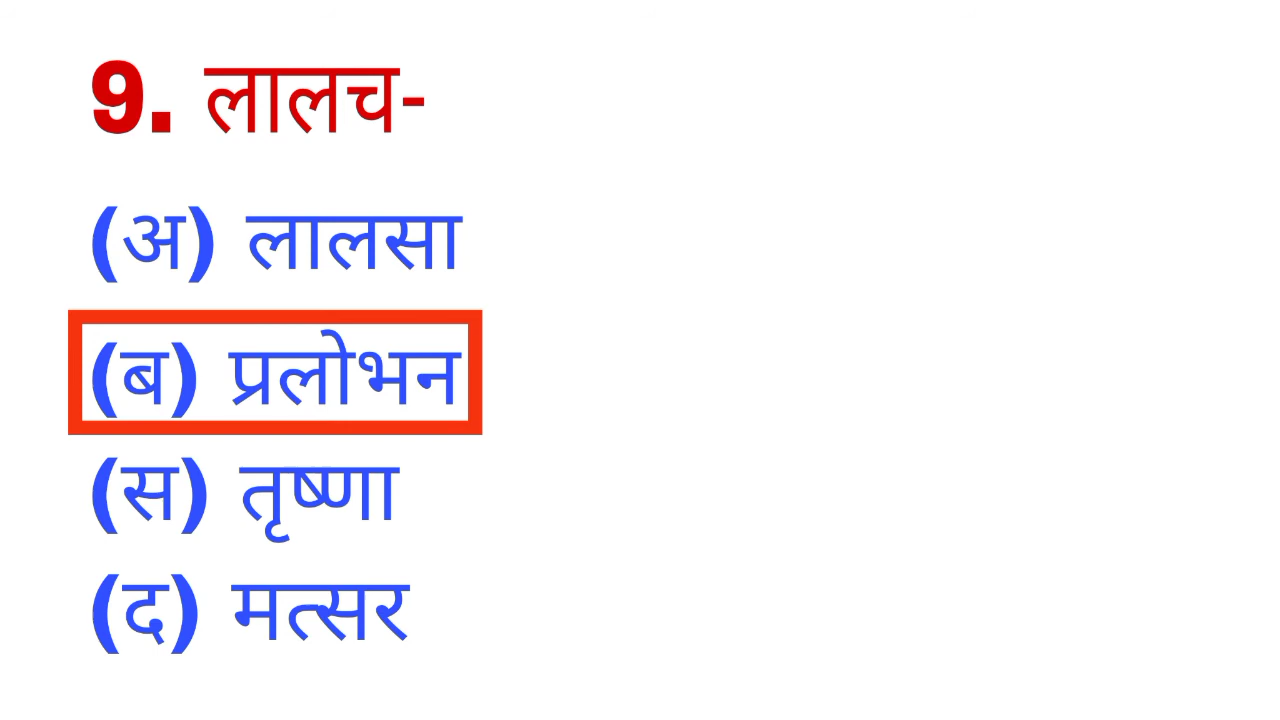 9. लालच-
(अ) लालसा
(ब) प्रलोभन
(स) तृष्णा
(द) मत्सर